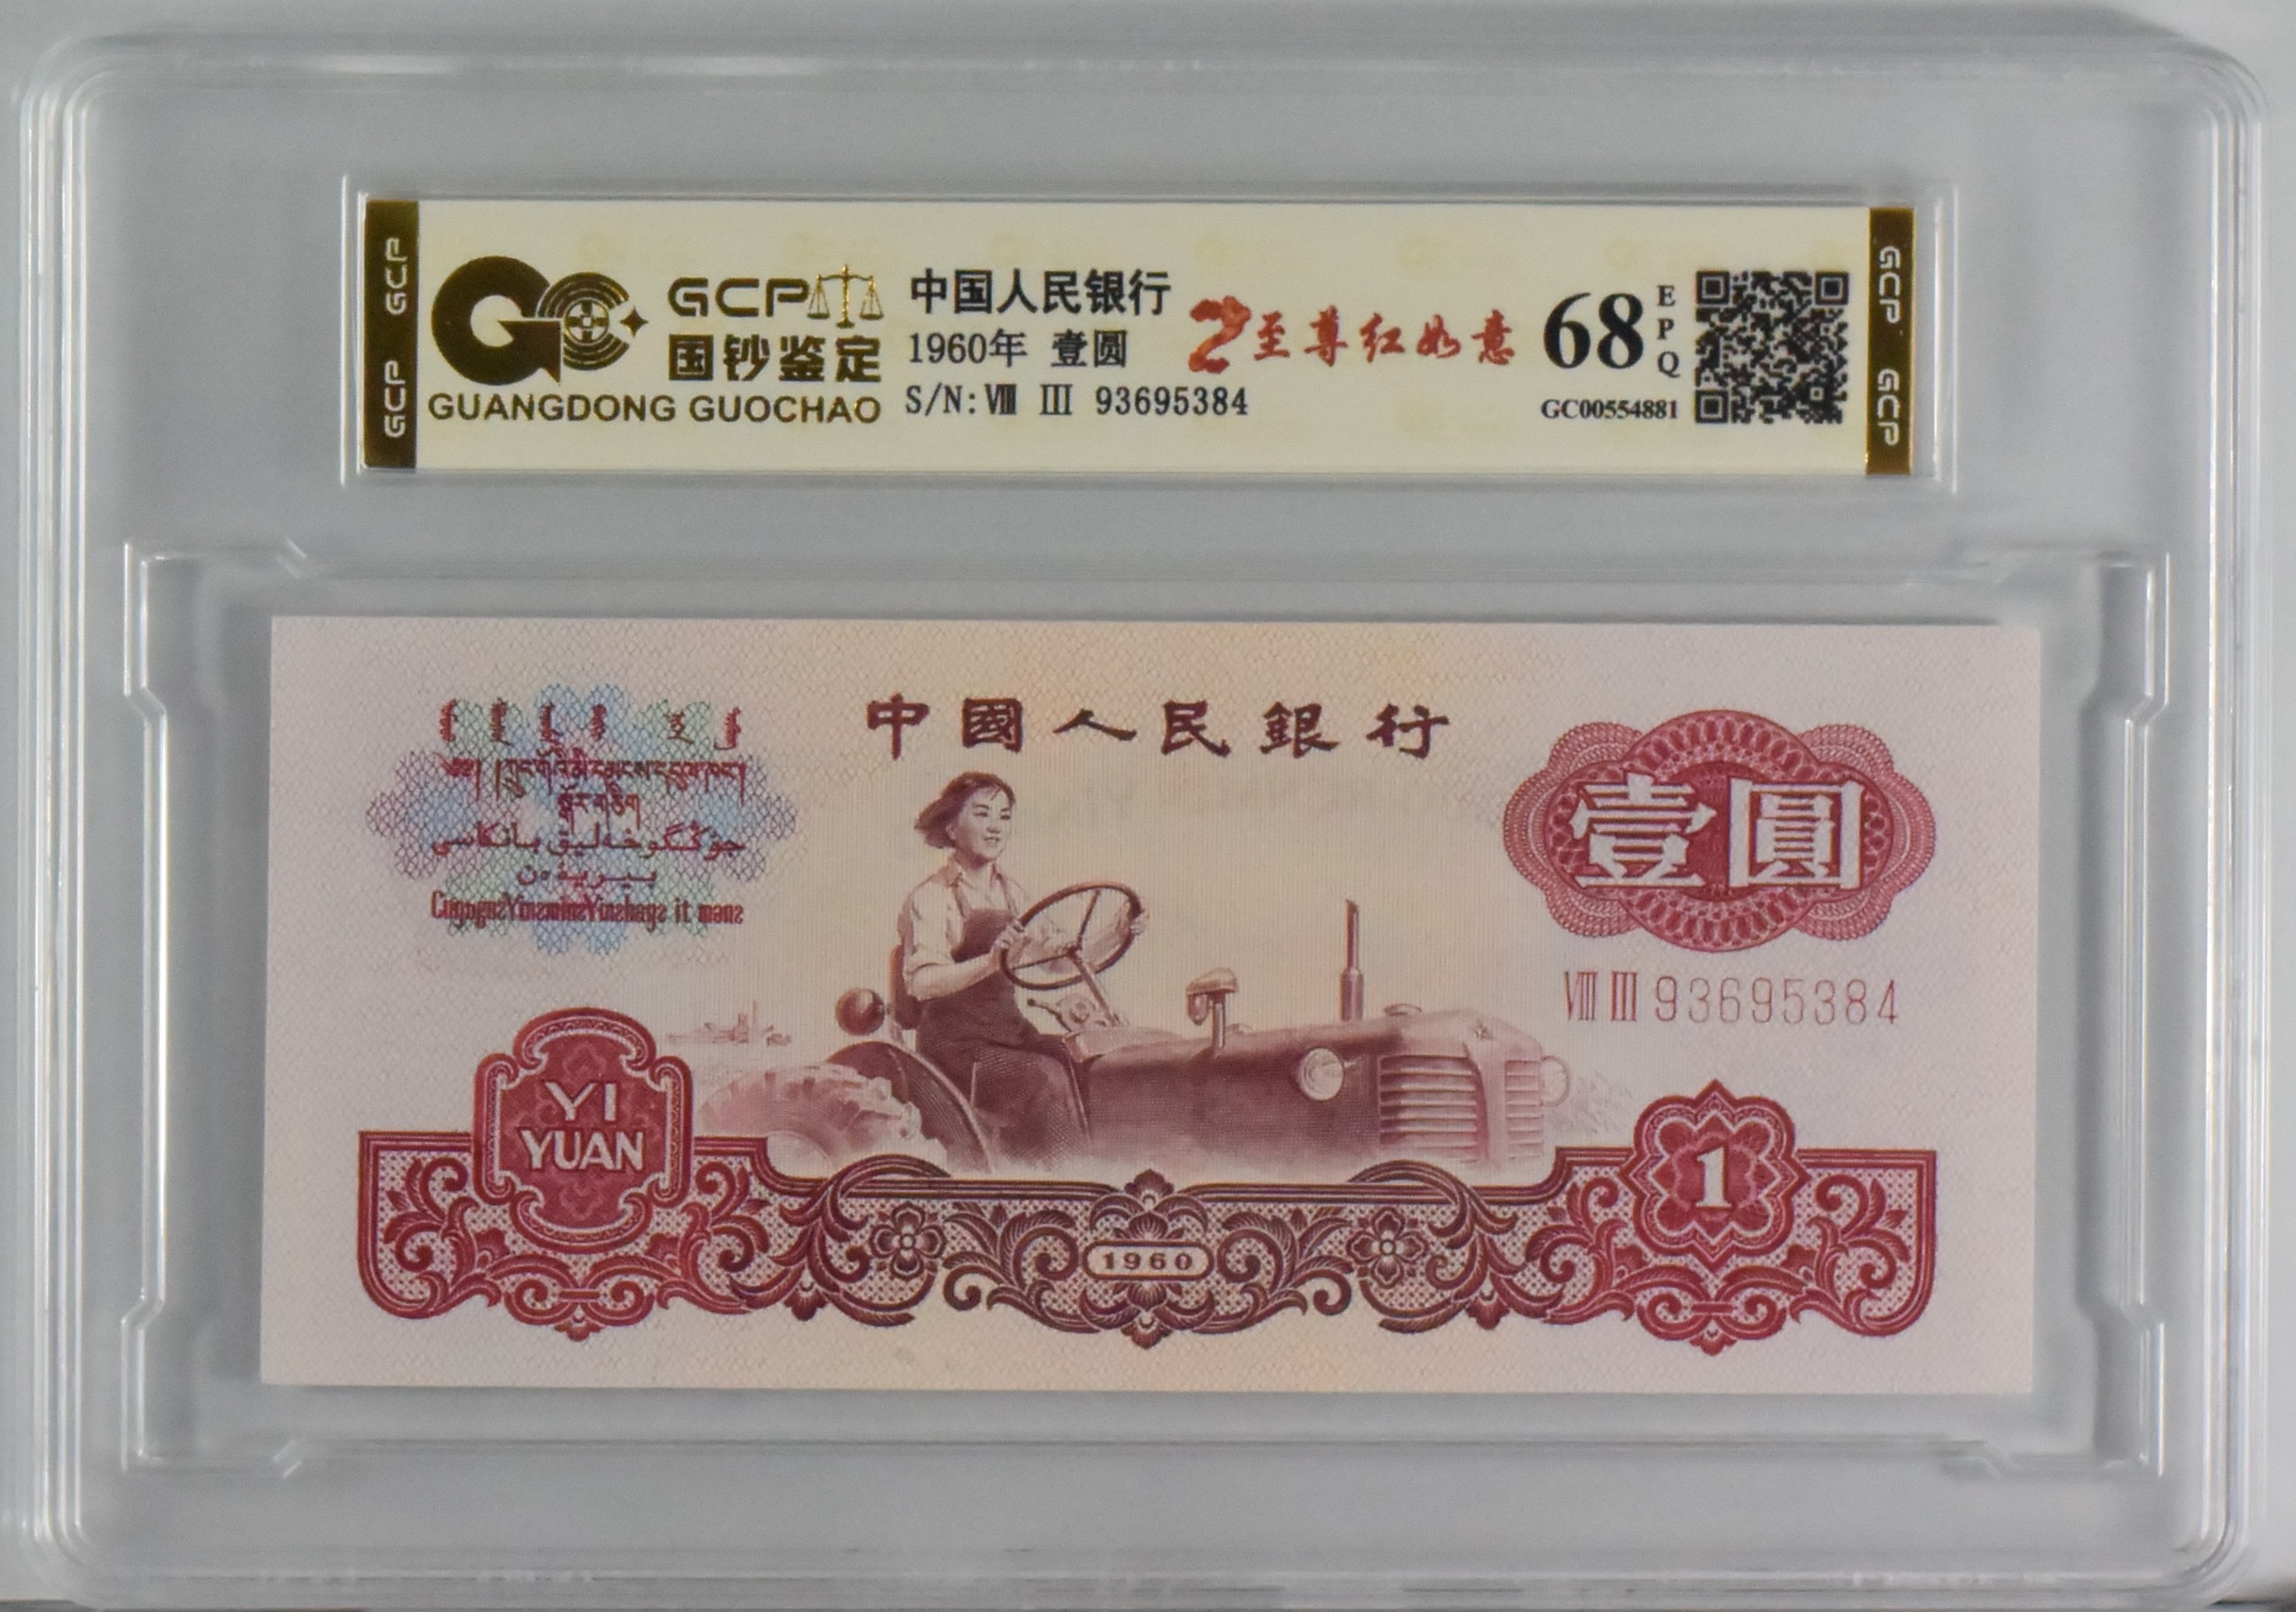 GCP GCP
GCP
国钞鉴定
GUANGDONG GUOCHAO
中国人民银行
1960年 壹圆
S/N:Ⅷ Ⅲ 93695384
至尊红如意
68
EPQ
GC00554881
GCP GCP
中國人民銀行
壹圓
Ⅷ Ⅲ 93695384
YI
YUAN
1960
1